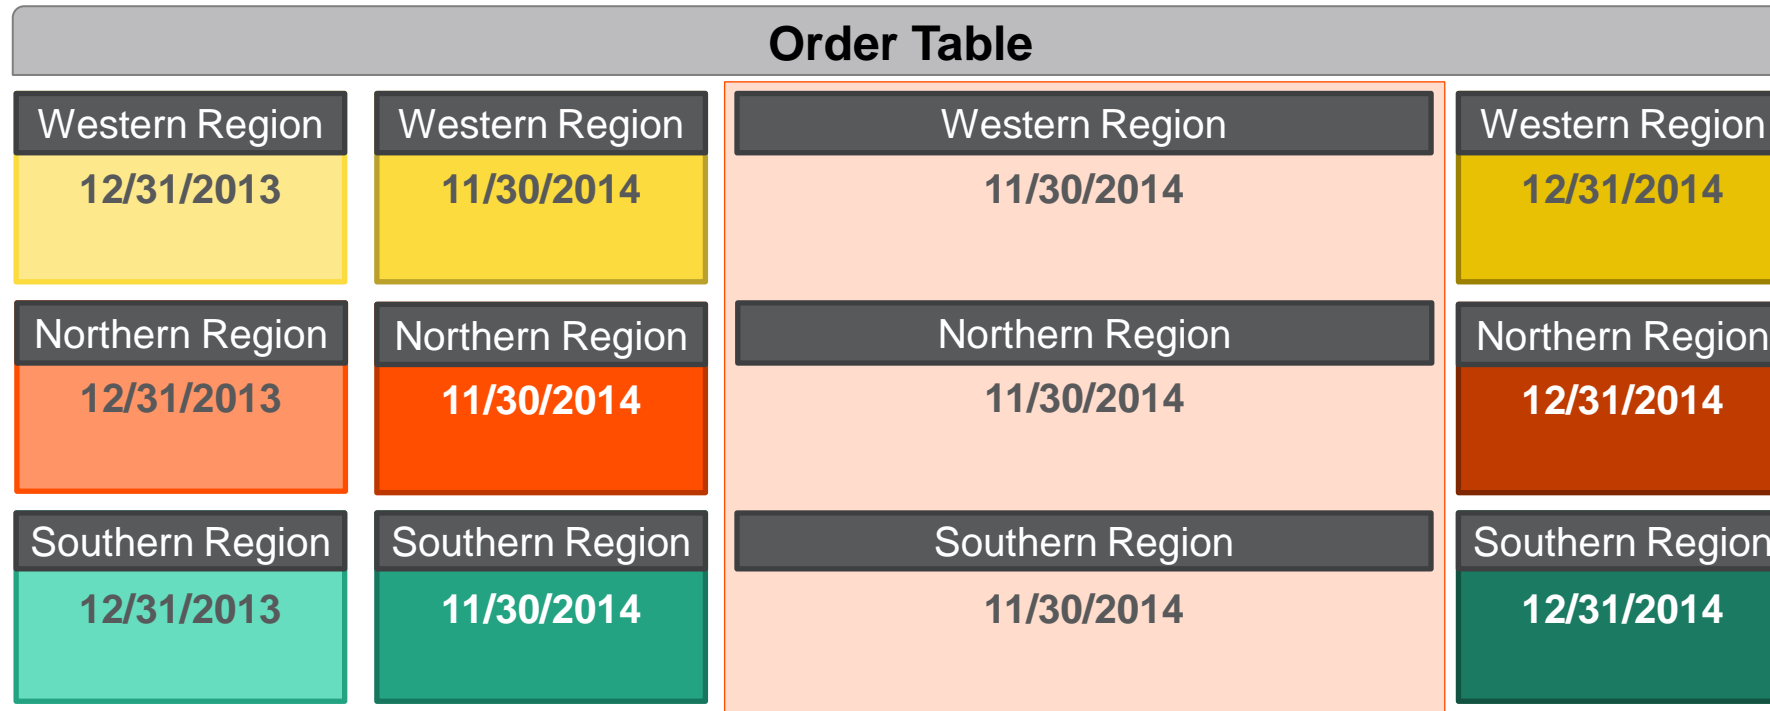 Order Table
Western Region Western Region Western Region Western Region
12/31/2013 11/30/2014 11/30/2014 12/31/2014
Northern Region Northern Region Northern Region Northern Region
12/31/2013 11/30/2014 11/30/2014 12/31/2014
Southern Region Southern Region Southern Region Southern Region
12/31/2013 11/30/2014 11/30/2014 12/31/2014